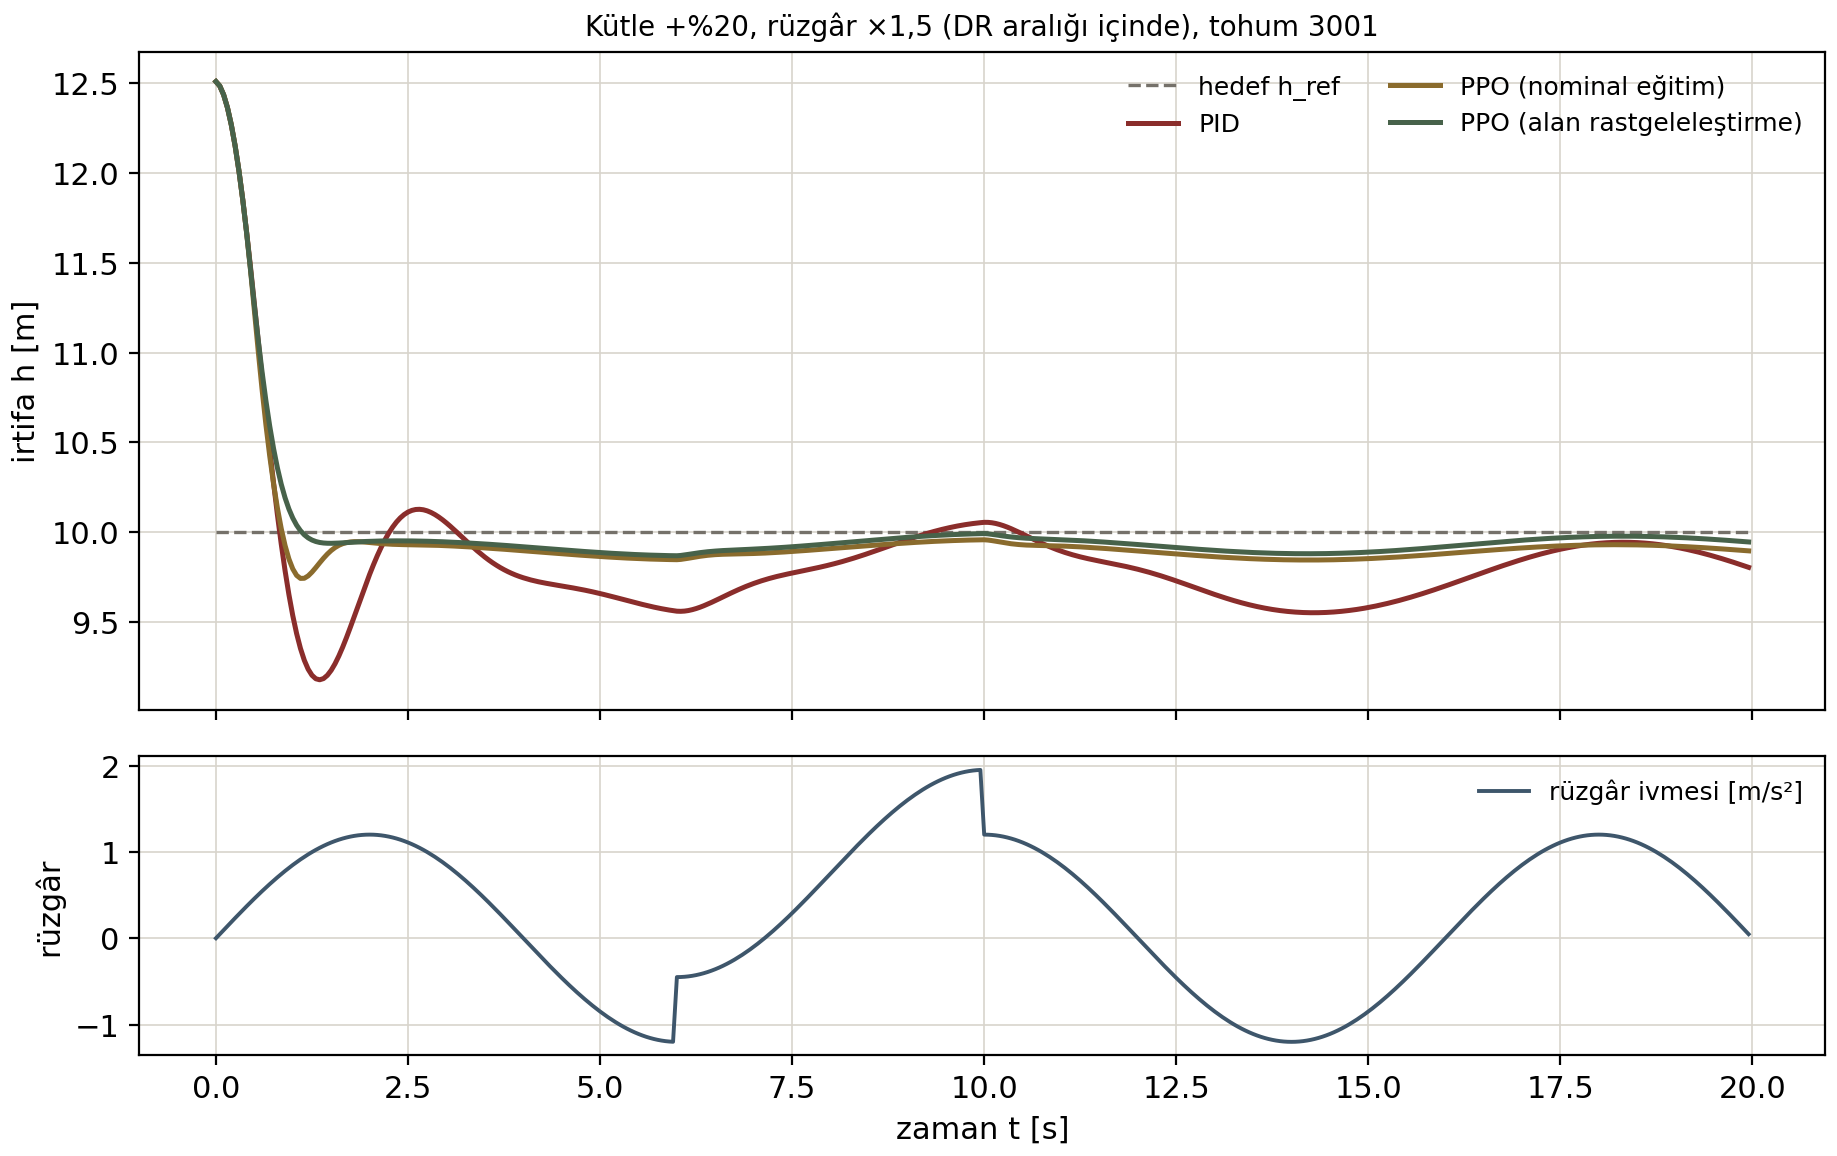 Kütle +%20, rüzgâr ×1,5 (DR aralığı içinde), tohum 3001
hedef h_ref
PID
PPO (nominal eğitim)
PPO (alan rastgeleleştirme)
irtifa h [m]
12.5
12.0
11.5
11.0
10.5
10.0
9.5
rüzgâr ivmesi [m/s²]
rüzgâr
2
1
0
−1
0.0 2.5 5.0 7.5 10.0 12.5 15.0 17.5 20.0
zaman t [s]